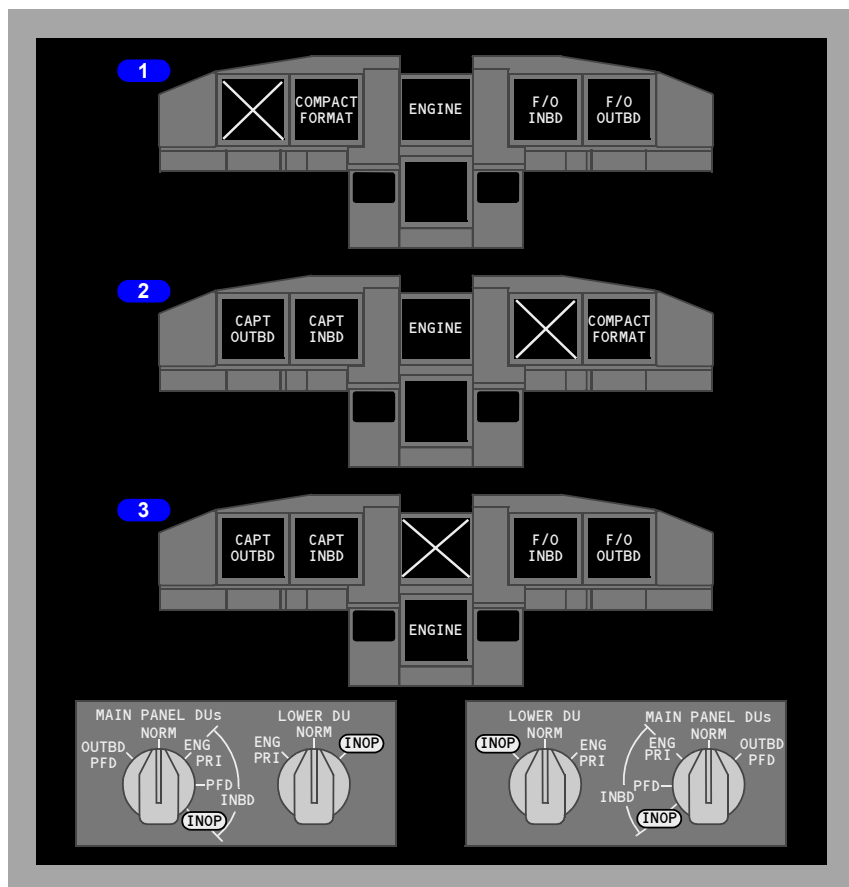 1
COMPACT
FORMAT
ENGINE
F/O
INBD
F/O
OUTBD
2
CAPT
OUTBD
CAPT
INBD
ENGINE
COMPACT
FORMAT
3
CAPT
OUTBD
CAPT
INBD
F/O
INBD
F/O
OUTBD
ENGINE
MAIN PANEL DUs
NORM
OUTBD
PFD
ENG
PRI
PFD
INBD
INOP
LOWER DU
NORM
ENG
PRI
INOP
LOWER DU
NORM
INOP
ENG
PRI
MAIN PANEL DUs
NORM
ENG
PRI
OUTBD
PFD
PFD
INBD
INOP